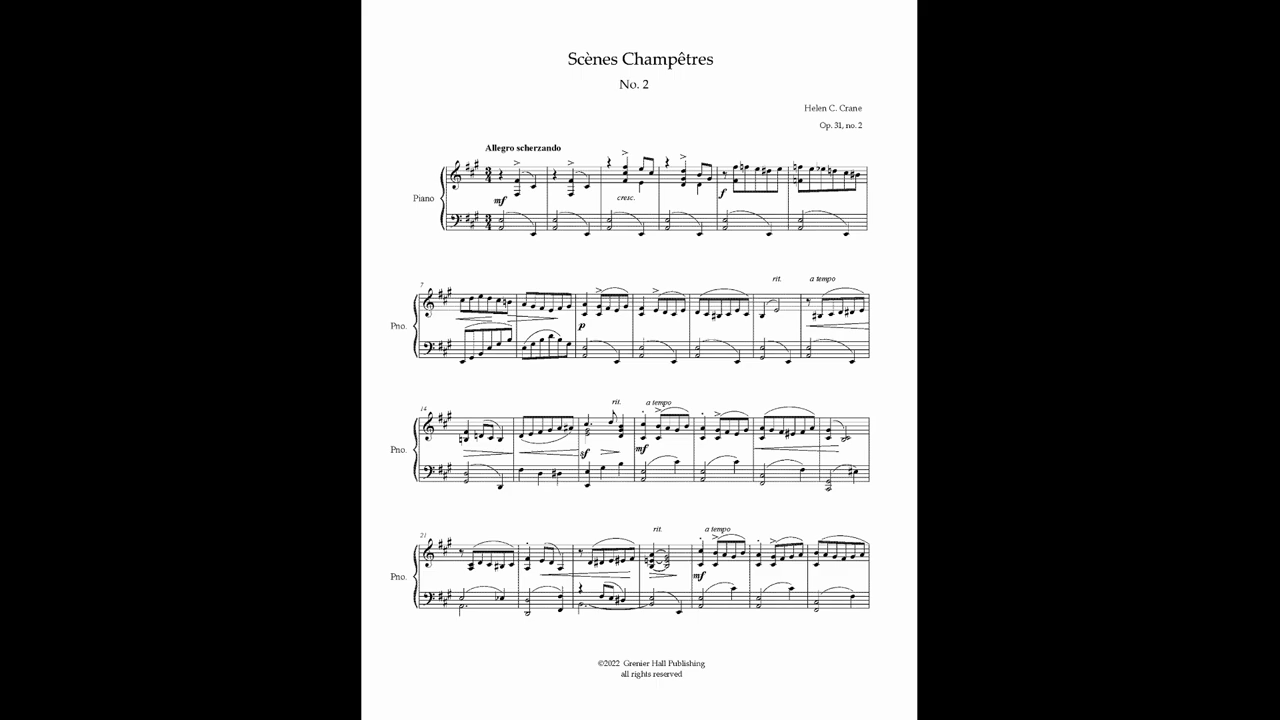 Scènes Champêtres
No. 2
Helen C. Crane
Op. 31, no. 2
Allegro scherzando
Piano
mf
cresc.
f
7
rit.
a tempo
Pno.
p
14
rit.
a tempo
Pno.
sf
mf
21
rit.
a tempo
Pno.
mf
©2022 Grenier Hall Publishing
all rights reserved